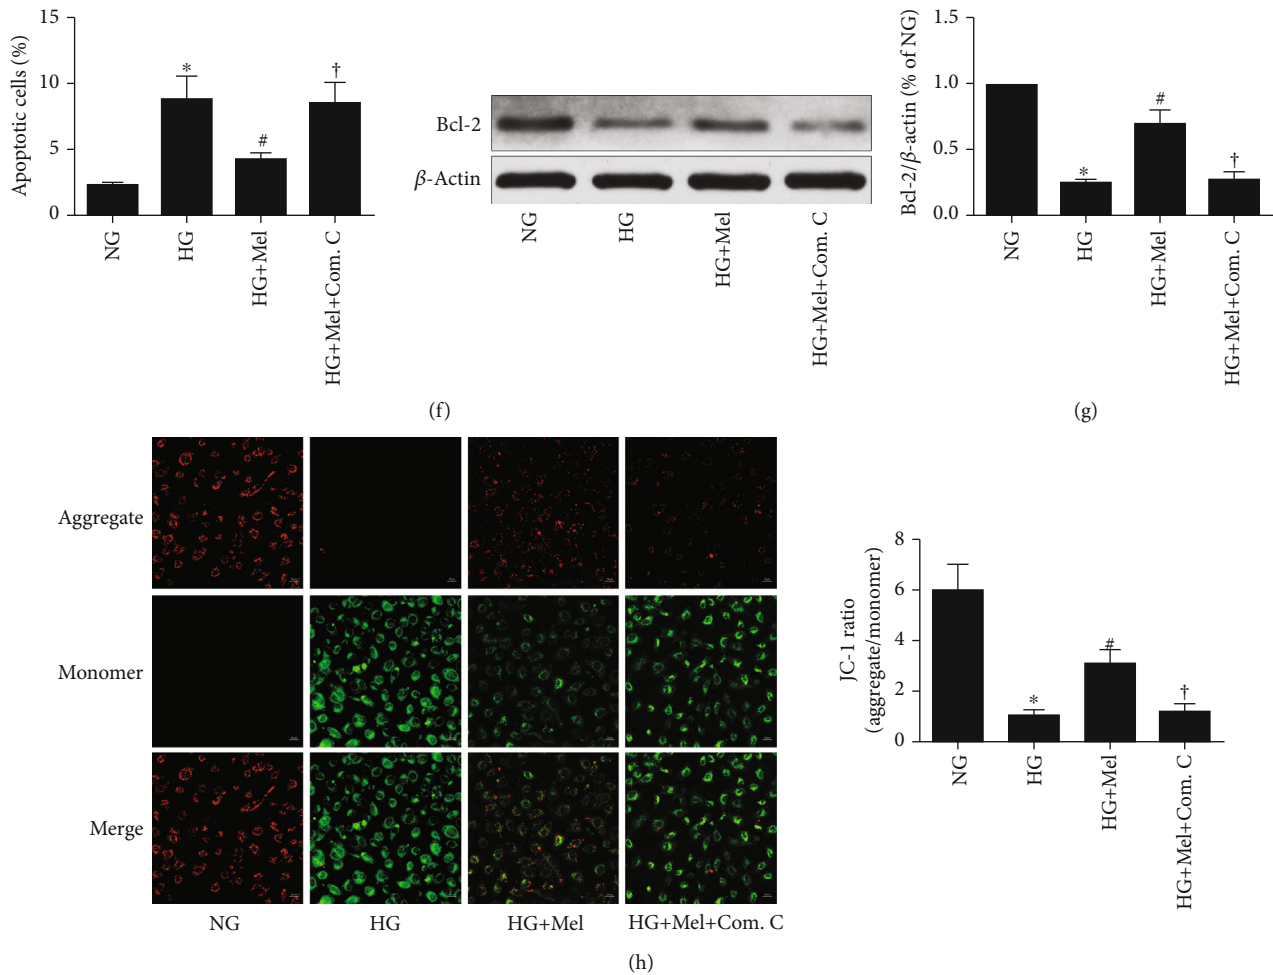 Apoptotic cells (%)
15
10
5
0
*
#
†
NG
HG
HG+Mel
HG+Mel+Com. C
Bcl-2
β-Actin
NG
HG
HG+Mel
HG+Mel+Com. C
(f)
Bcl-2/β-actin (% of NG)
1.5
1.0
0.5
0.0
*
#
†
NG
HG
HG+Mel
HG+Mel+Com. C
(g)
Aggregate
Monomer
Merge
NG
HG
HG+Mel
HG+Mel+Com. C
JC-1 ratio
(aggregate/monomer)
8
6
4
2
0
*
#
†
NG
HG
HG+Mel
HG+Mel+Com. C
(h)